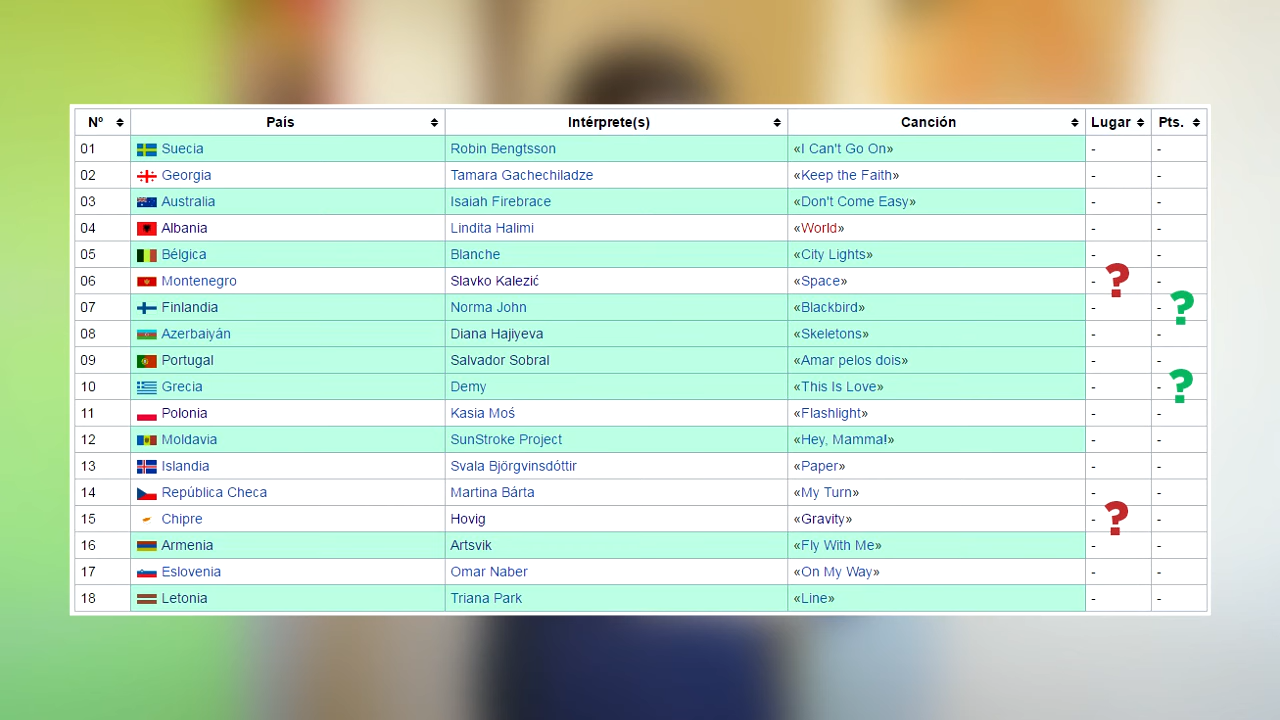 Nº País Intérprete(s) Canción Lugar Pts.
01 Suecia Robin Bengtsson «I Can't Go On» - -
02 Georgia Tamara Gachechiladze «Keep the Faith» - -
03 Australia Isaiah Firebrace «Don't Come Easy» - -
04 Albania Lindita Halimi «World» - -
05 Bélgica Blanche «City Lights» - -
06 Montenegro Slavko Kalezić «Space» - ? -
07 Finlandia Norma John «Blackbird» - - ?
08 Azerbaiyán Diana Hajiyeva «Skeletons» - -
09 Portugal Salvador Sobral «Amar pelos dois» - -
10 Grecia Demy «This Is Love» - - ?
11 Polonia Kasia Moś «Flashlight» - -
12 Moldavia SunStroke Project «Hey, Mamma!» - -
13 Islandia Svala Björgvinsdóttir «Paper» - -
14 República Checa Martina Bárta «My Turn» - -
15 Chipre Hovig «Gravity» - ? -
16 Armenia Artsvik «Fly With Me» - -
17 Eslovenia Omar Naber «On My Way» - -
18 Letonia Triana Park «Line» - -